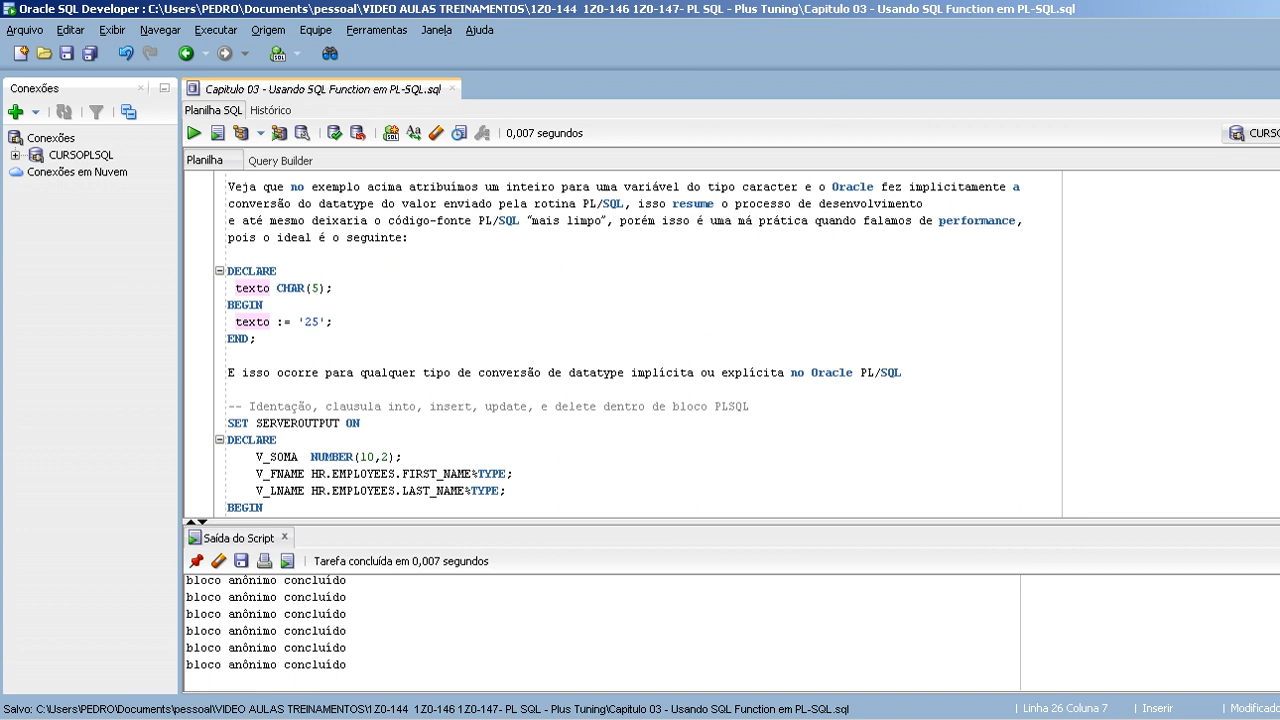 Oracle SQL Developer : C:\Users\PEDRO\Documents\pessoal\VIDEO AULAS TREINAMENTOS\1Z0-144 1Z0-146 1Z0-147- PL SQL - Plus Tuning\Capitulo 03 - Usando SQL Function em PL-SQL.sql
Arquivo Editar Exibir Navegar Executar Origem Equipe Ferramentas Janela Ajuda
Conexões
Capitulo 03 - Usando SQL Function em PL-SQL.sql
Planilha SQL Histórico
0,007 segundos
CURSO
Conexões
CURSOPLSQL
Conexões em Nuvem
Planilha Query Builder
Veja que no exemplo acima atribuímos um inteiro para uma variável do tipo caracter e o Oracle fez implicitamente a
conversão do datatype do valor enviado pela rotina PL/SQL, isso resume o processo de desenvolvimento
e até mesmo deixaria o código-fonte PL/SQL “mais limpo”, porém isso é uma má prática quando falamos de performance,
pois o ideal é o seguinte:
DECLARE
texto CHAR(5);
BEGIN
texto := '25';
END;
E isso ocorre para qualquer tipo de conversão de datatype implícita ou explícita no Oracle PL/SQL
-- Identação, clausula into, insert, update, e delete dentro de bloco PLSQL
SET SERVEROUTPUT ON
DECLARE
V_SOMA NUMBER(10,2);
V_FNAME HR.EMPLOYEES.FIRST_NAME%TYPE;
V_LNAME HR.EMPLOYEES.LAST_NAME%TYPE;
BEGIN
Saída do Script
Tarefa concluída em 0,007 segundos
bloco anônimo concluído
bloco anônimo concluído
bloco anônimo concluído
bloco anônimo concluído
bloco anônimo concluído
bloco anônimo concluído
Salvo: C:\Users\PEDRO\Documents\pessoal\VIDEO AULAS TREINAMENTOS\1Z0-144 1Z0-146 1Z0-147- PL SQL - Plus Tuning\Capitulo 03 - Usando SQL Function em PL-SQL.sql
Linha 26 Coluna 7
Inserir
Modificado